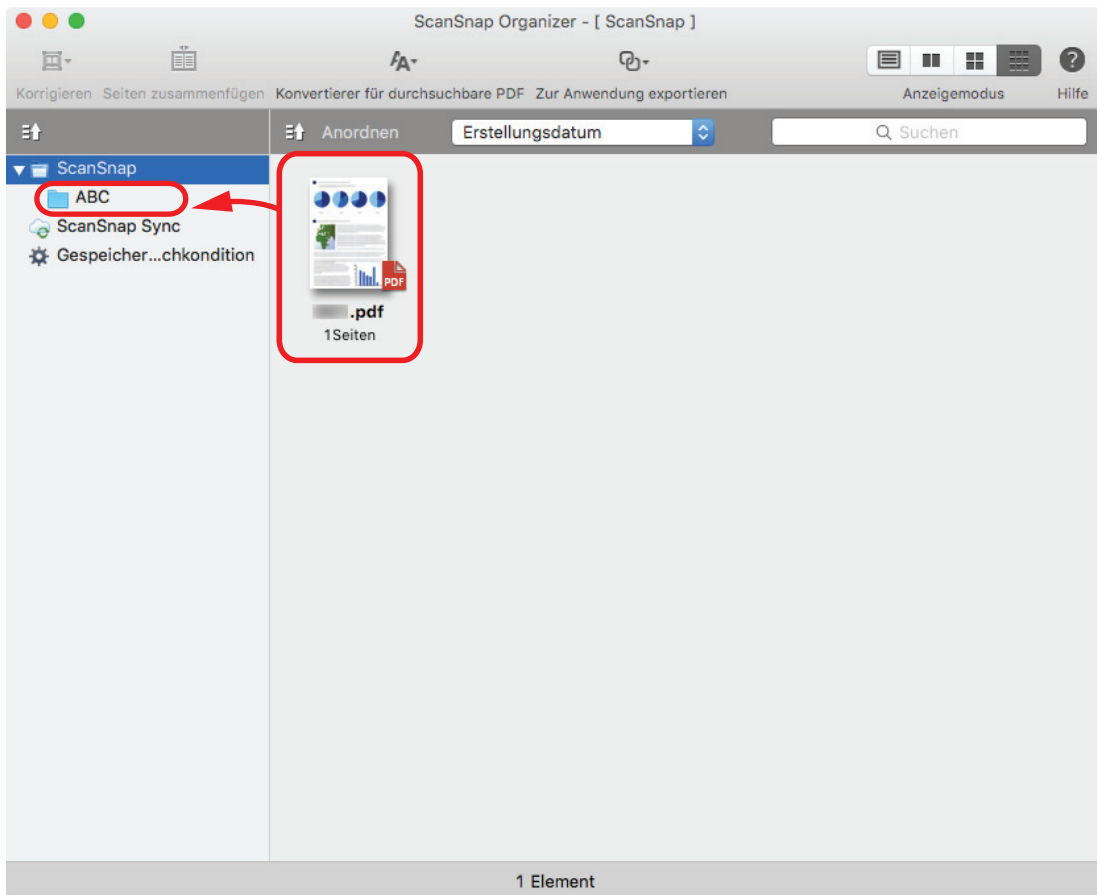 ScanSnap Organizer - [ ScanSnap ]
Korrigieren Seiten zusammenfügen Konvertierer für durchsuchbare PDF Zur Anwendung exportieren Anzeigemodus Hilfe
Anordnen Erstellungsdatum Suchen
ScanSnap
ABC
ScanSnap Sync
Gespeicher...chkondition
PDF
.pdf
1Seiten
1 Element